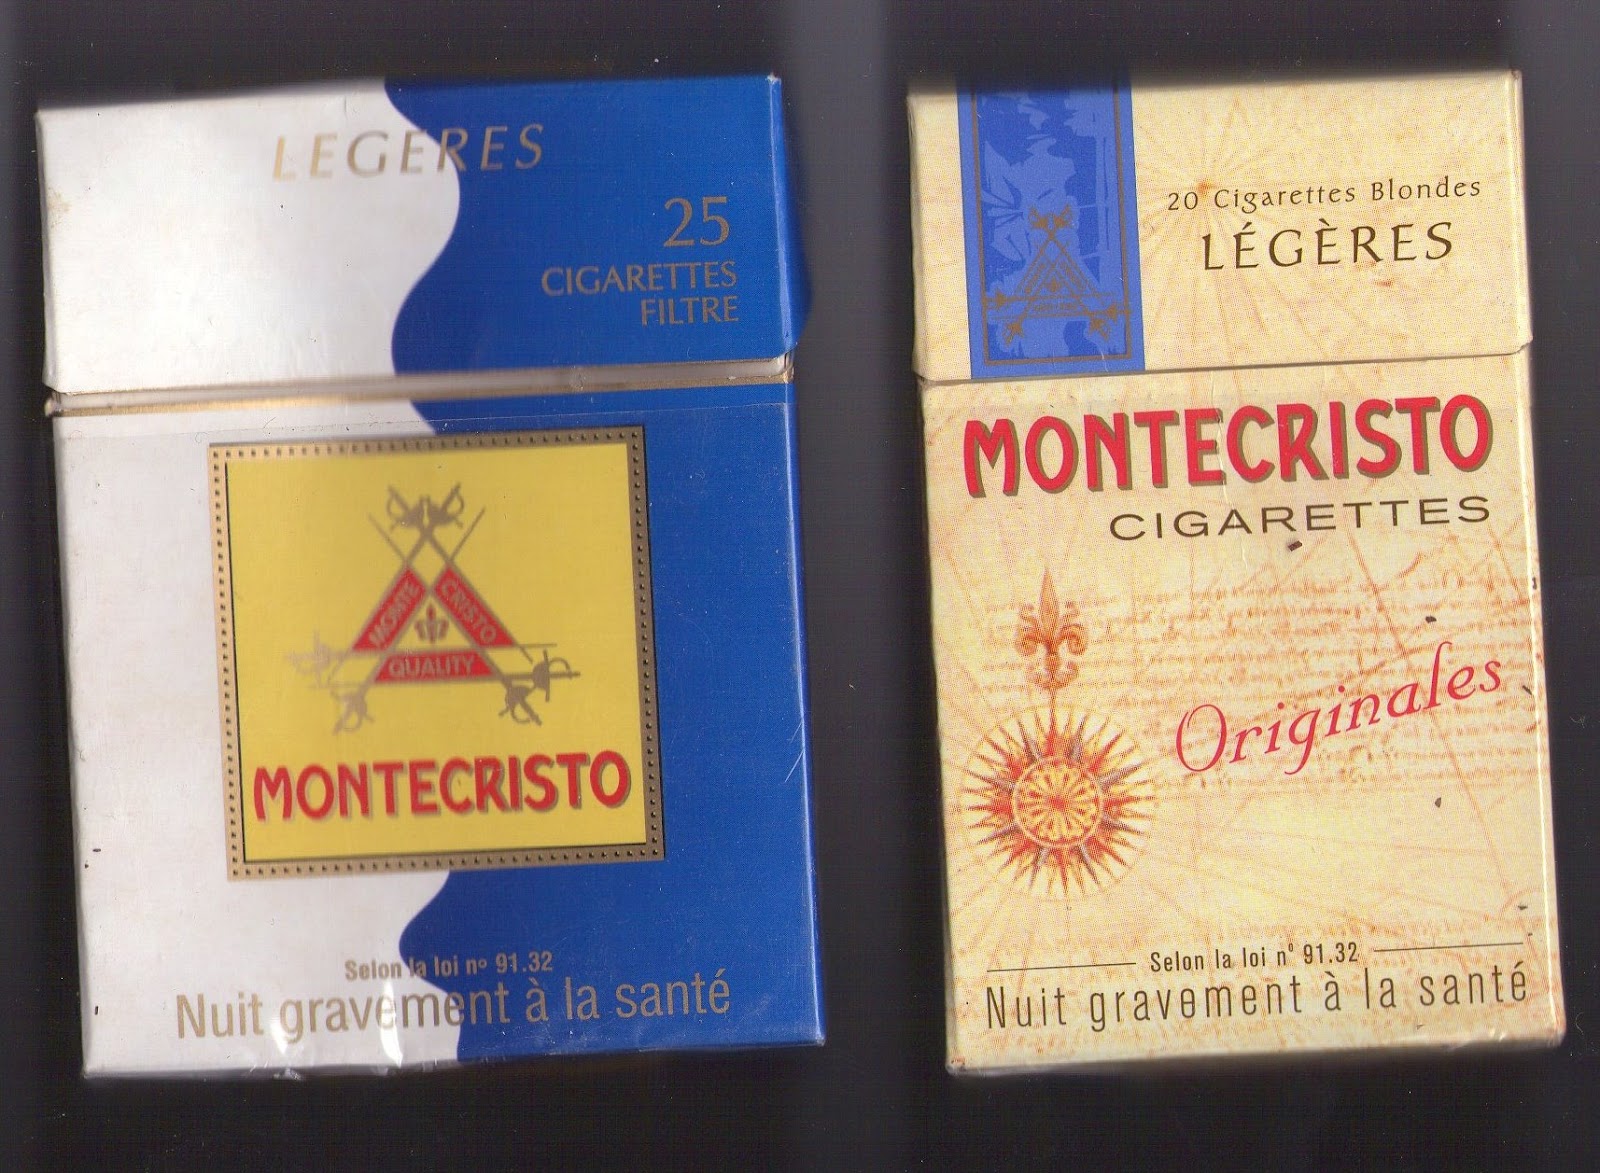 LEGERES
25
CIGARETTES
FILTRE
MONTE CRISTO
QUALITY
MONTECRISTO
Selon la loi nº 91.32
Nuit gravement à la santé
20 Cigarettes Blondes
LÉGÈRES
MONTECRISTO
CIGARETTES
Originales
Selon la loi n° 91.32
Nuit gravement à la santé